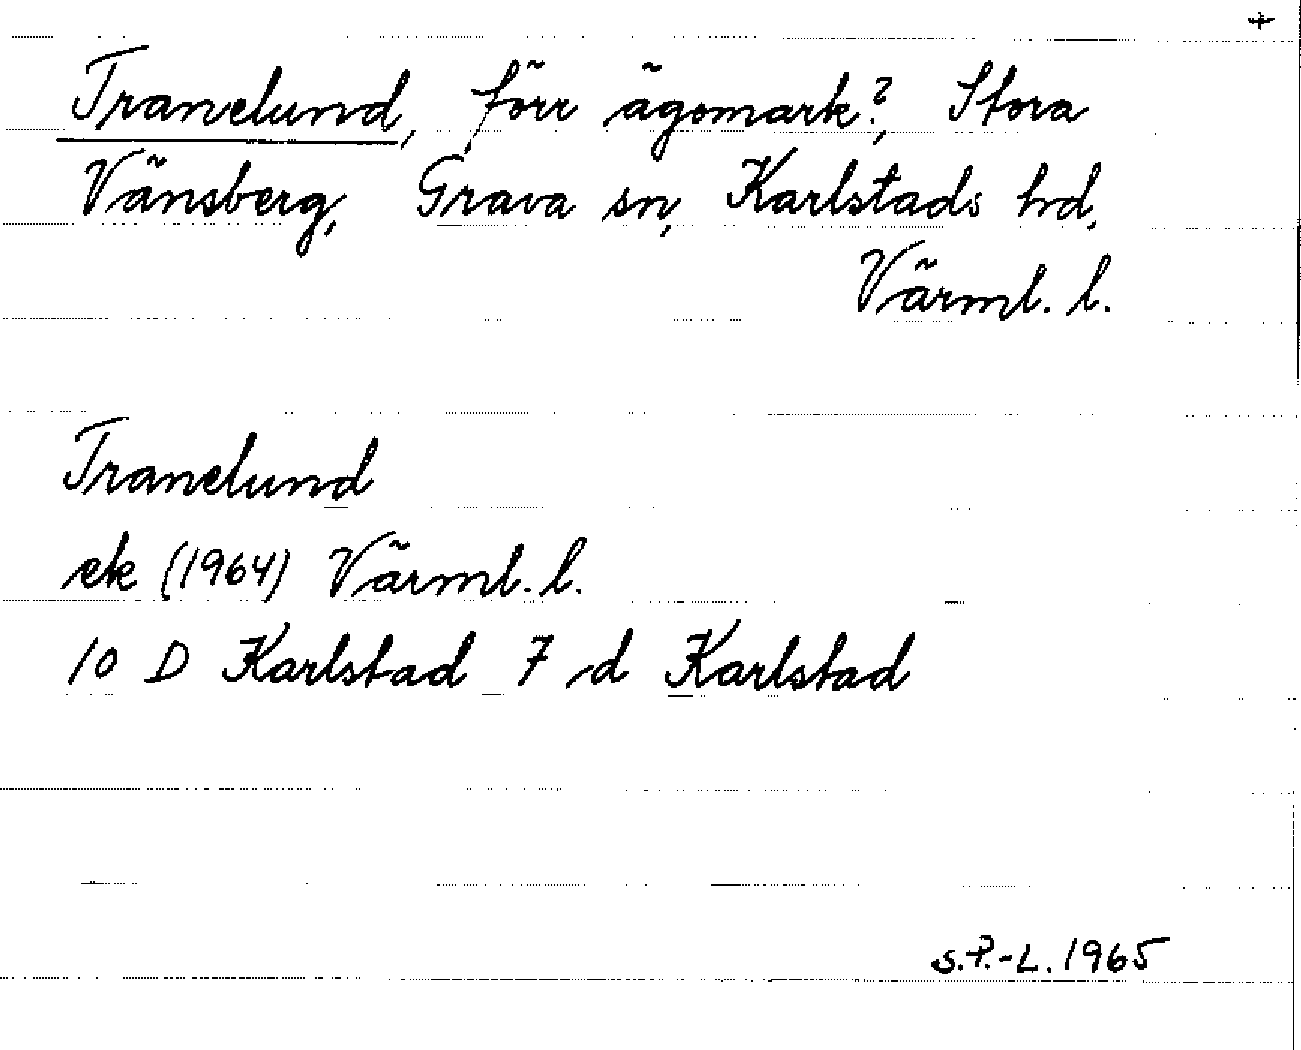 +
Tranelund, förr ägomark?, Stora
Vänsberg, Grava sn, Karlstads hd,
Värml. l.
Tranelund
ek (1964) Värml. l.
10 D Karlstad 7 d Karlstad
S.P.-L. 1965